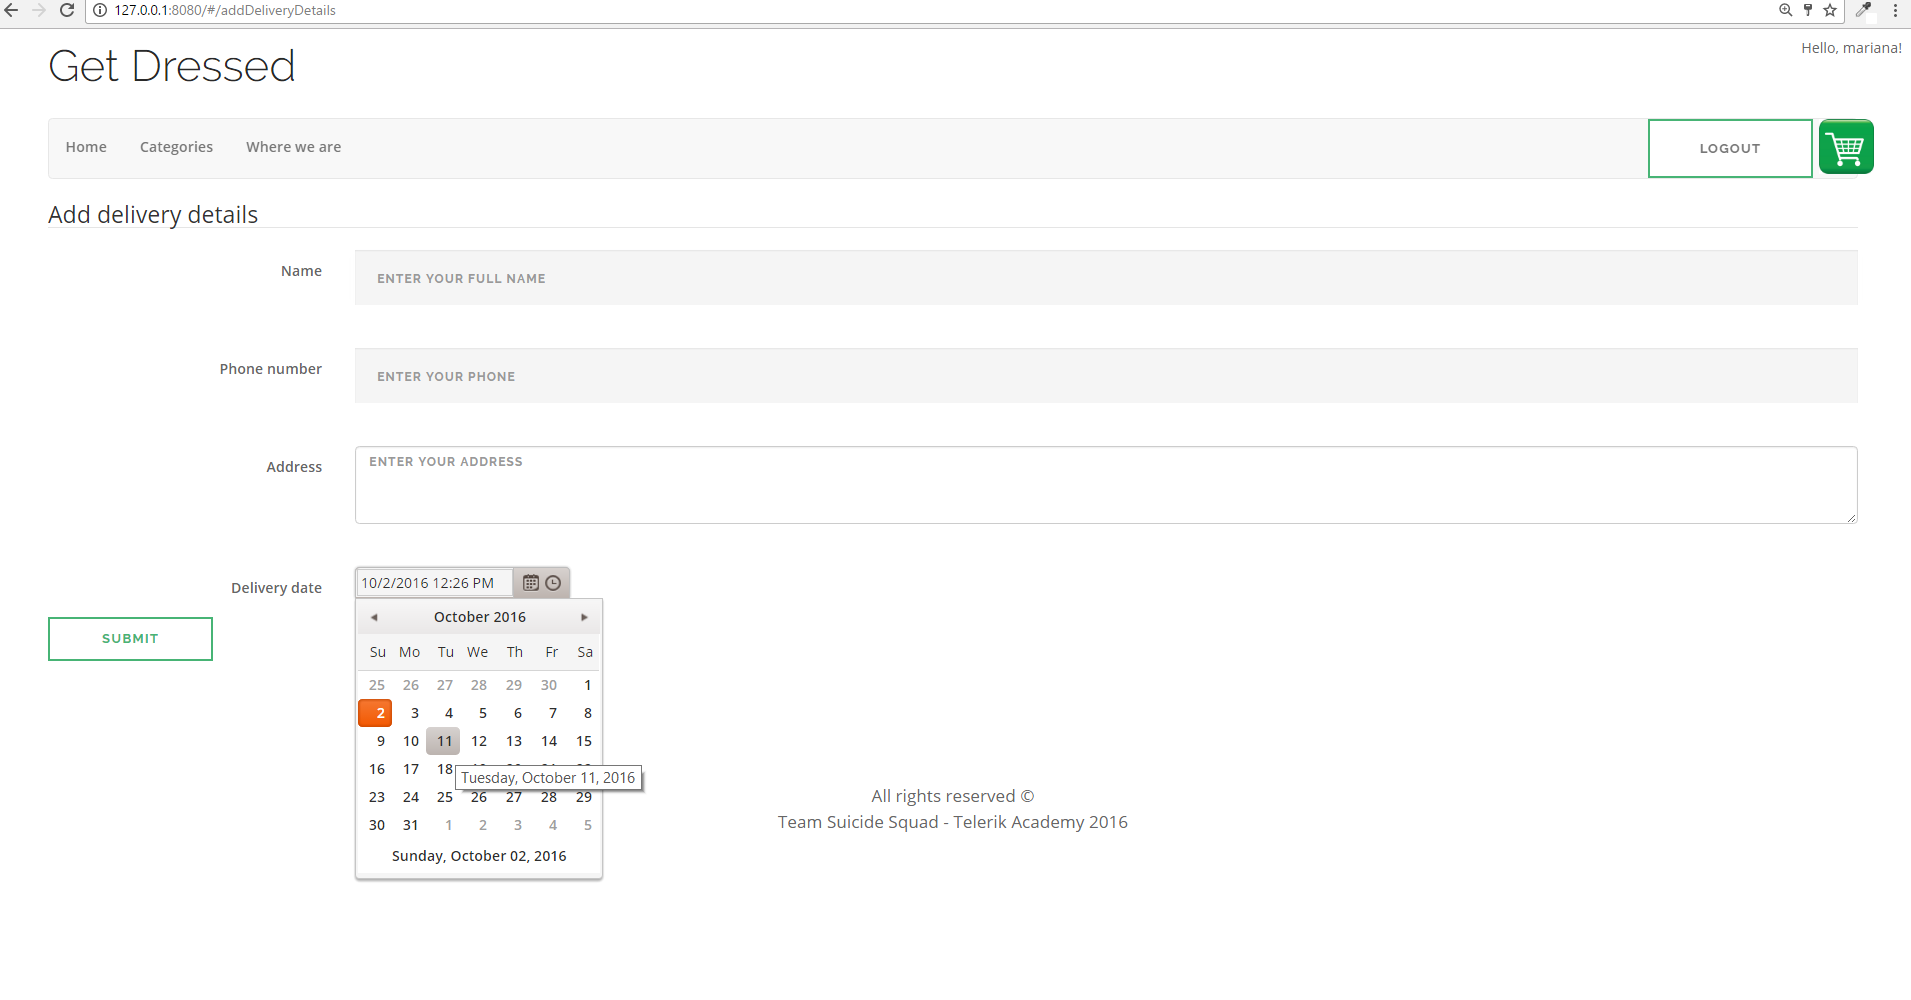 127.0.0.1:8080/#/addDeliveryDetails
Hello, mariana!
Get Dressed
Home Categories Where we are LOGOUT
Add delivery details
Name ENTER YOUR FULL NAME
Phone number ENTER YOUR PHONE
Address ENTER YOUR ADDRESS
Delivery date 10/2/2016 12:26 PM
October 2016
SUBMIT
Su Mo Tu We Th Fr Sa
25 26 27 28 29 30 1
2 3 4 5 6 7 8
9 10 11 12 13 14 15
16 17 18
Tuesday, October 11, 2016
23 24 25 26 27 28 29
30 31 1 2 3 4 5
Sunday, October 02, 2016
All rights reserved ©
Team Suicide Squad - Telerik Academy 2016